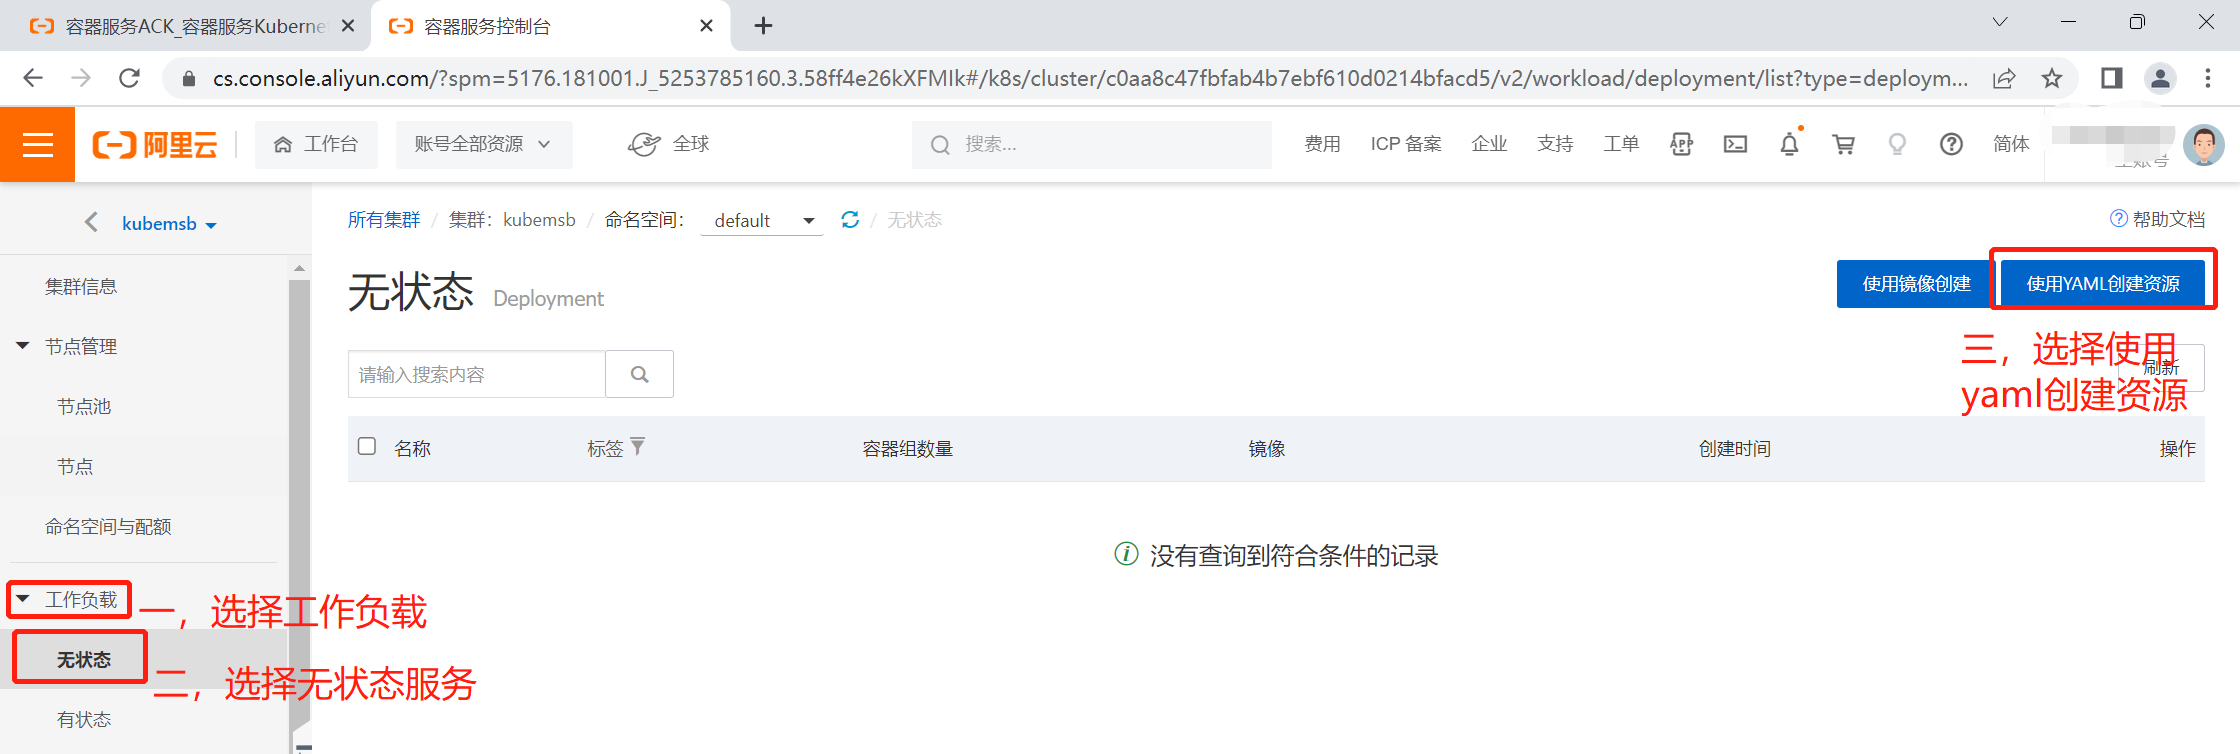 容器服务ACK_容器服务Kuberne
容器服务控制台
cs.console.aliyun.com/?spm=5176.181001.J_5253785160.3.58ff4e26kXFMIk#/k8s/cluster/c0aa8c47fbfab4b7ebf610d0214bfacd5/v2/workload/deployment/list?type=deploym...
阿里云 工作台 账号全部资源 全球 搜索... 费用 ICP 备案 企业 支持 工单 APP 简体
主账号
kubemsb
所有集群 / 集群：kubemsb / 命名空间： default / 无状态 帮助文档
无状态 Deployment
使用镜像创建 使用YAML创建资源
三，选择使用
yaml创建资源
刷新
请输入搜索内容
名称 标签 容器组数量 镜像 创建时间 操作
没有查询到符合条件的记录
集群信息
节点管理
节点池
节点
命名空间与配额
工作负载 一，选择工作负载
无状态 二，选择无状态服务
有状态